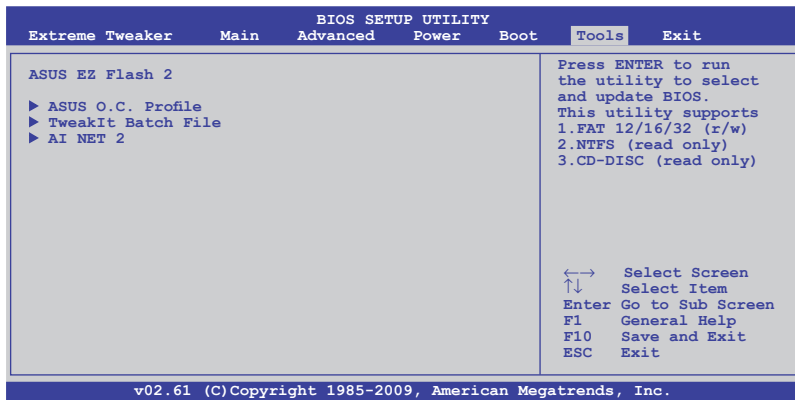 BIOS SETUP UTILITY
Extreme Tweaker Main Advanced Power Boot Tools Exit
ASUS EZ Flash 2
▶ ASUS O.C. Profile
▶ TweakIt Batch File
▶ AI NET 2
Press ENTER to run
the utility to select
and update BIOS.
This utility supports
1.FAT 12/16/32 (r/w)
2.NTFS (read only)
3.CD-DISC (read only)
←→ Select Screen
↑↓ Select Item
Enter Go to Sub Screen
F1 General Help
F10 Save and Exit
ESC Exit
v02.61 (C)Copyright 1985-2009, American Megatrends, Inc.